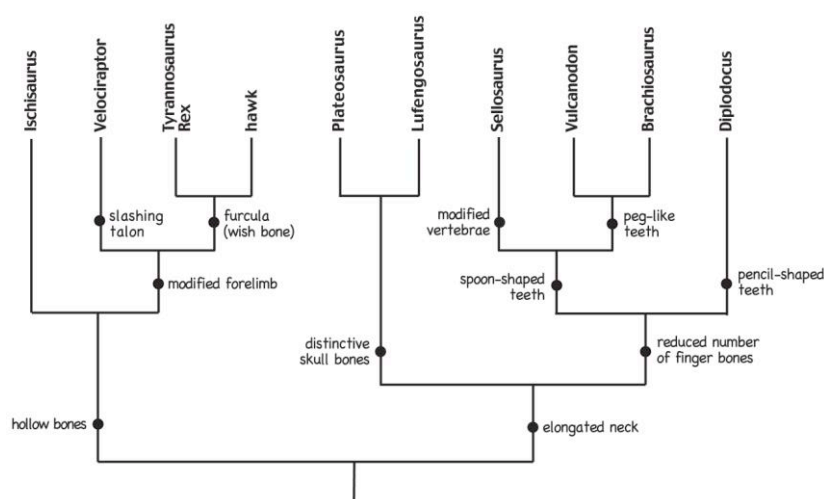 Ischisaurus
Velociraptor
Tyrannosaurus
Rex
hawk
Plateosaurus
Lufengosaurus
Sellosaurus
Vulcanodon
Brachiosaurus
Diplodocus
slashing
talon
furcula
(wish bone)
modified
vertebrae
peg-like
teeth
modified forelimb
spoon-shaped
teeth
pencil-shaped
teeth
distinctive
skull bones
reduced number
of finger bones
hollow bones
elongated neck